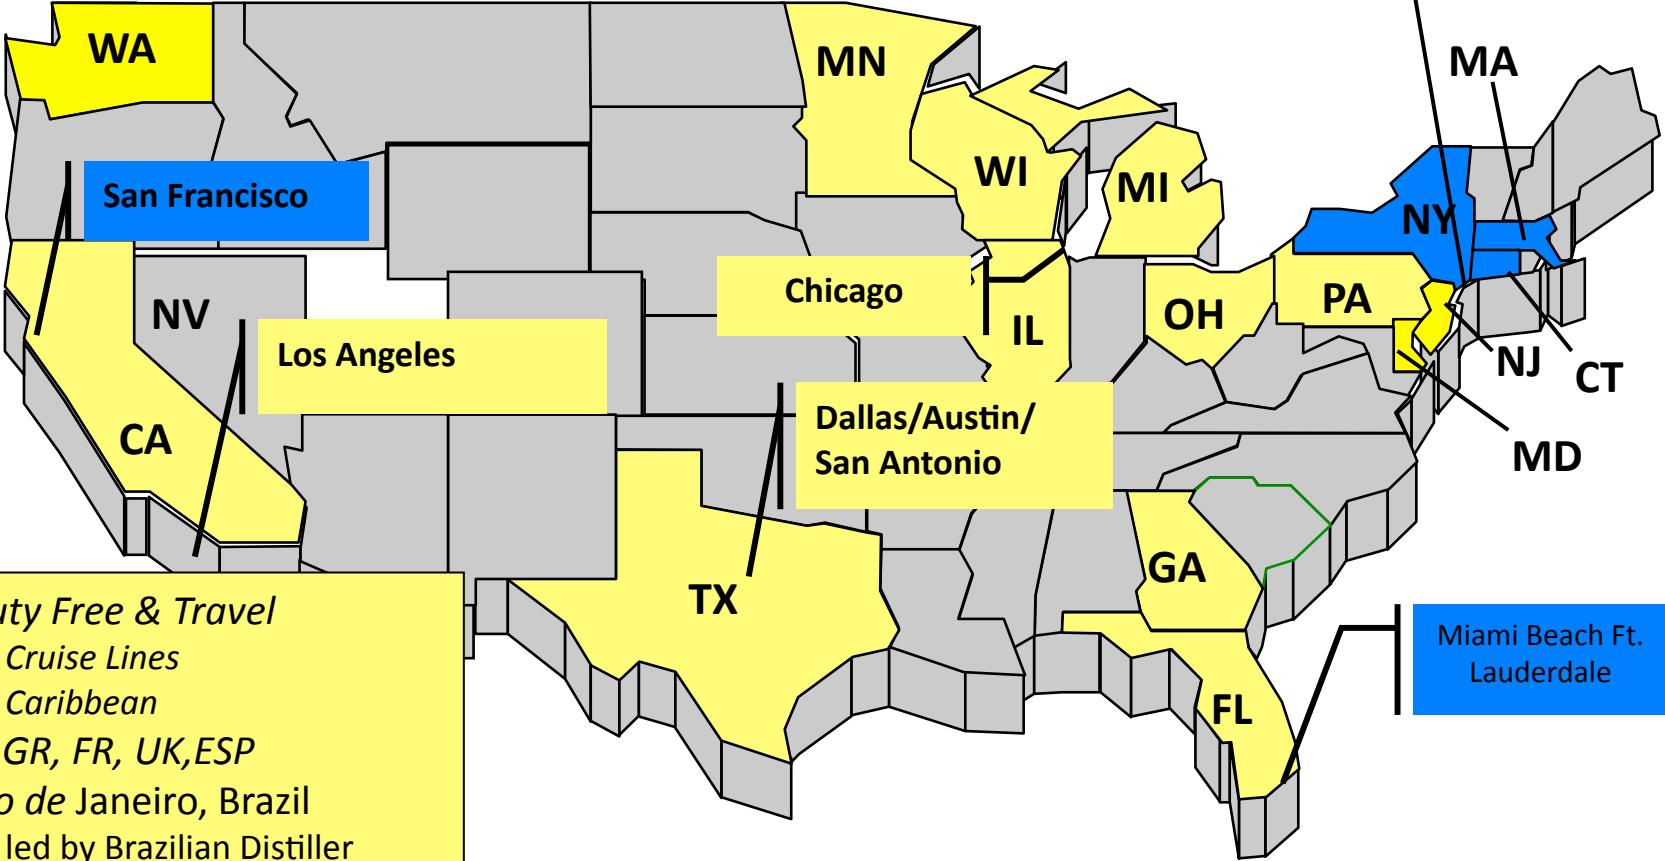 WA
MN
MA
WI
MI
San Francisco
NY
Chicago
NV
IL
OH
PA
Los Angeles
NJ
CT
CA
Dallas/Austin/
San Antonio
MD
GA
TX
FL
Miami Beach Ft.
Lauderdale
& Travel
Cruise Lines
Caribbean
GR, FR, UK,ESP
de Janeiro, Brazil
led by Brazilian Distiller